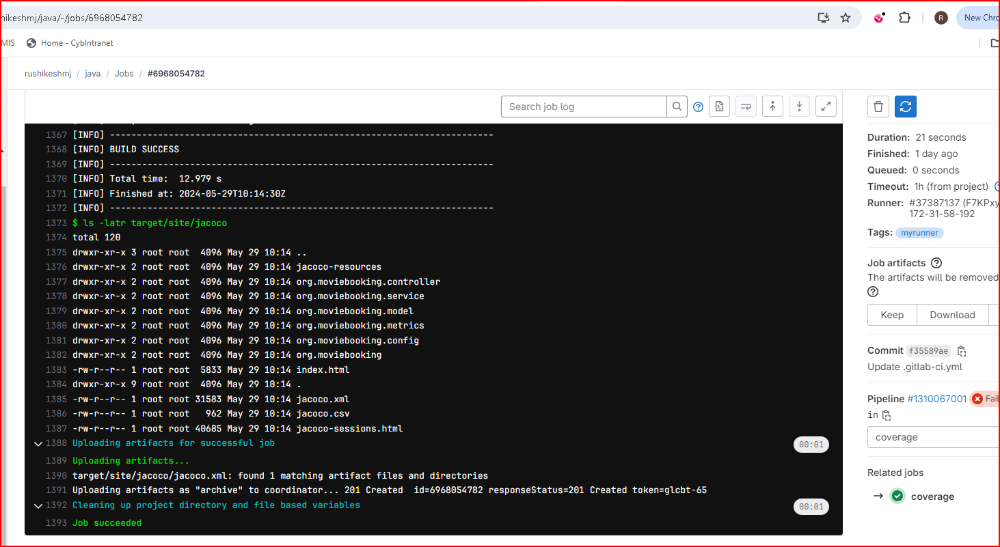 nikeshmj/java/-/jobs/6968054782
R
New Chro
MIS
Home - CybIntranet
rushikeshmj / java / Jobs / #6968054782
Search job log
1367 [INFO] ------------------------------------------------------------------------
1368 [INFO] BUILD SUCCESS
1369 [INFO] ------------------------------------------------------------------------
1370 [INFO] Total time:  12.979 s
1371 [INFO] Finished at: 2024-05-29T10:14:30Z
1372 [INFO] ------------------------------------------------------------------------
1373 $ ls -latr target/site/jacoco
1374 total 120
1375 drwxr-xr-x 3 root root  4096 May 29 10:14 ..
1376 drwxr-xr-x 2 root root  4096 May 29 10:14 jacoco-resources
1377 drwxr-xr-x 2 root root  4096 May 29 10:14 org.moviebooking.controller
1378 drwxr-xr-x 2 root root  4096 May 29 10:14 org.moviebooking.service
1379 drwxr-xr-x 2 root root  4096 May 29 10:14 org.moviebooking.model
1380 drwxr-xr-x 2 root root  4096 May 29 10:14 org.moviebooking.metrics
1381 drwxr-xr-x 2 root root  4096 May 29 10:14 org.moviebooking.config
1382 drwxr-xr-x 2 root root  4096 May 29 10:14 org.moviebooking
1383 -rw-r--r-- 1 root root  5833 May 29 10:14 index.html
1384 drwxr-xr-x 9 root root  4096 May 29 10:14 .
1385 -rw-r--r-- 1 root root 31583 May 29 10:14 jacoco.xml
1386 -rw-r--r-- 1 root root   962 May 29 10:14 jacoco.csv
1387 -rw-r--r-- 1 root root 40685 May 29 10:14 jacoco-sessions.html
1388 Uploading artifacts for successful job 00:01
1389 Uploading artifacts...
1390 target/site/jacoco/jacoco.xml: found 1 matching artifact files and directories
1391 Uploading artifacts as "archive" to coordinator... 201 Created  id=6968054782 responseStatus=201 Created token=glcbt-65
1392 Cleaning up project directory and file based variables 00:01
1393 Job succeeded
Duration: 21 seconds
Finished: 1 day ago
Queued: 0 seconds
Timeout: 1h (from project)
Runner: #37387137 (F7KPxy
172-31-58-192
Tags: myrunner
Job artifacts
The artifacts will be removed
Keep
Download
Commit f35589ae
Update .gitlab-ci.yml
Pipeline #1310067001 Fai
in
coverage
Related jobs
→ coverage